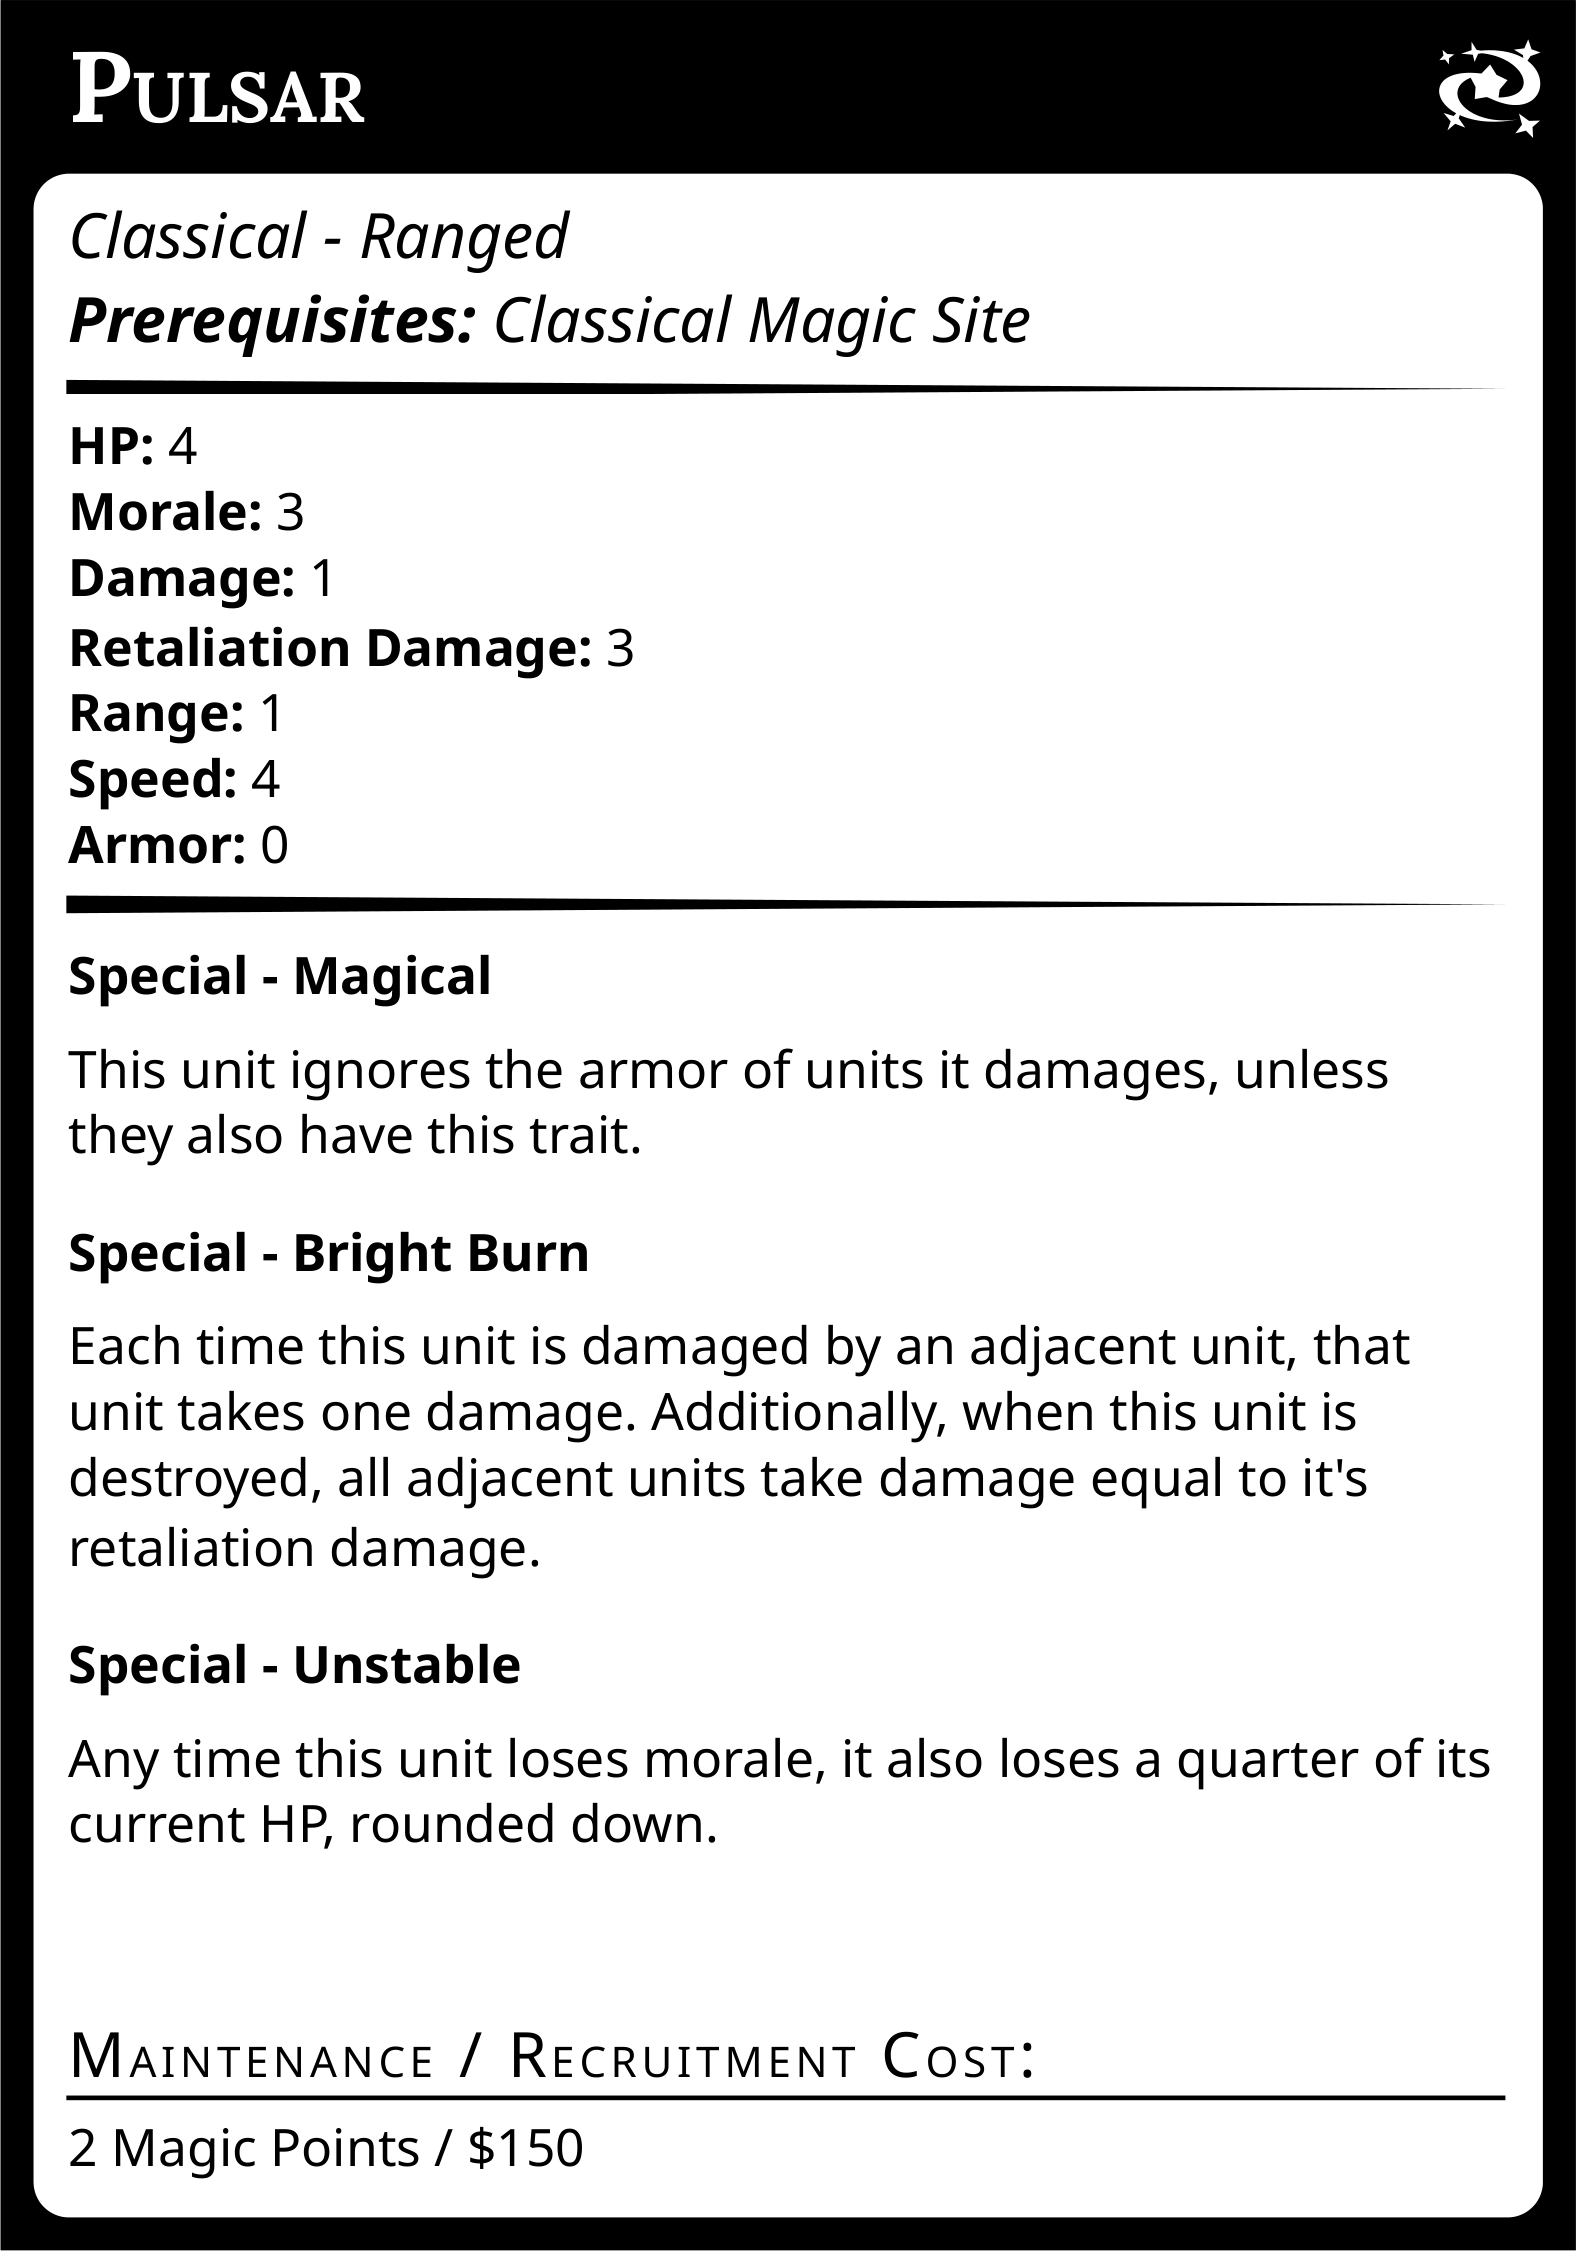 Pulsar
Classical - Ranged
Prerequisites: Classical Magic Site
HP: 4
Morale: 3
Damage: 1
Retaliation Damage: 3
Range: 1
Speed: 4
Armor: 0
Special - Magical
This unit ignores the armor of units it damages, unless
they also have this trait.
Special - Bright Burn
Each time this unit is damaged by an adjacent unit, that
unit takes one damage. Additionally, when this unit is
destroyed, all adjacent units take damage equal to it's
retaliation damage.
Special - Unstable
Any time this unit loses morale, it also loses a quarter of its
current HP, rounded down.
Maintenance / Recruitment Cost:
2 Magic Points / $150